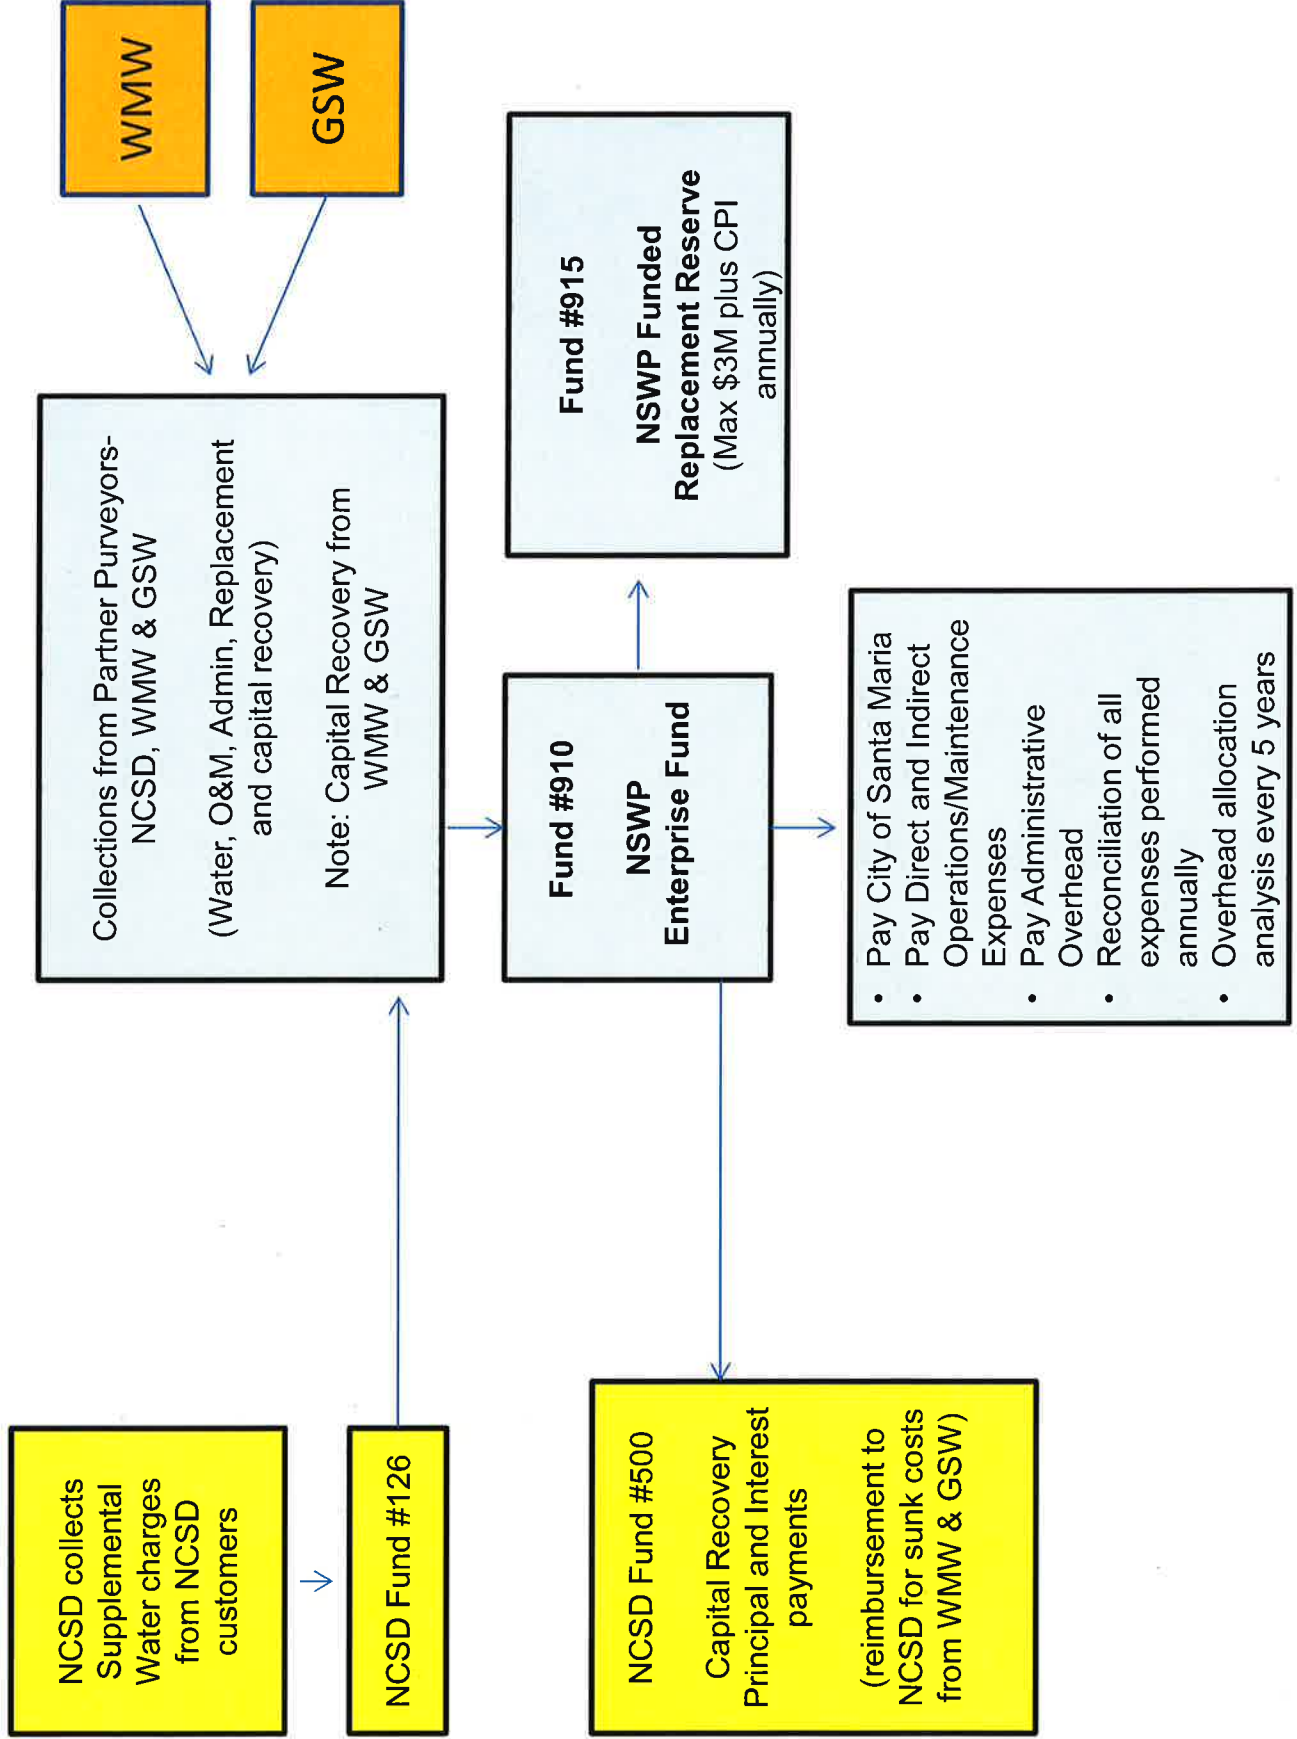 NCSD collects
Supplemental
Water charges
from NCSD
customers
NCSD Fund #126
Collections from Partner Purveyors-
NCSD, WMW & GSW
(Water, O&M, Admin, Replacement
and capital recovery)
Note: Capital Recovery from
WMW & GSW
WMW
GSW
NCSD Fund #500
Capital Recovery
Principal and Interest
payments
(reimbursement to
NCSD for sunk costs
from WMW & GSW)
Fund #910
NSWP
Enterprise Fund
Fund #915
NSWP Funded
Replacement Reserve
(Max $3M plus CPI
annually)
• Pay City of Santa Maria
• Pay Direct and Indirect
Operations/Maintenance
Expenses
• Pay Administrative
Overhead
• Reconciliation of all
expenses performed
annually
• Overhead allocation
analysis every 5 years